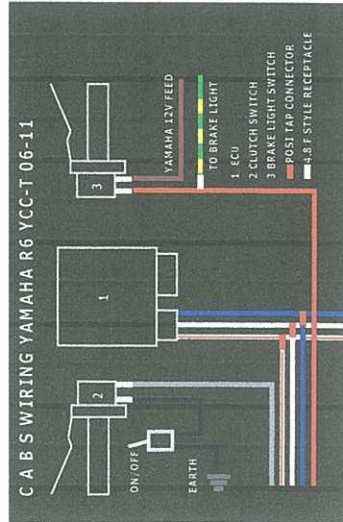 CABS WIRING YAMAHA R6 YCC-T 06-11
2
ON/OFF
EARTH
1
3
YAMAHA 12V FEED
TO BRAKE LIGHT
1 ECU
2 CLUTCH SWITCH
3 BRAKE LIGHT SWITCH
POSI TAP CONNECTOR
4.8 F STYLE RECEPTACLE